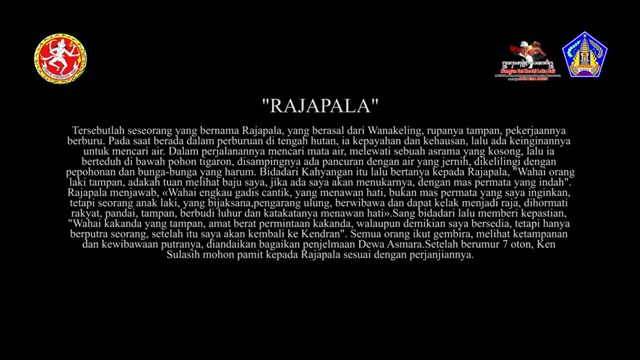 "RAJAPALA"
Tersebutlah seseorang yang bernama Rajapala, yang berasal dari Wanakeling, rupanya tampan, pekerjaannya
berburu. Pada saat berada dalam perburuan di tengah hutan, ia kepayahan dan kehausan, lalu ada keinginannya
untuk mencari air. Dalam perjalanannya mencari mata air, melewati sebuah asrama yang kosong, lalu ia
berteduh di bawah pohon tigaron, disampingnya ada pancuran dengan air yang jernih, dikelilingi dengan
pepohonan dan bunga-bunga yang harum. Bidadari Kahyangan itu lalu bertanya kepada Rajapala, "Wahai orang
laki tampan, adakah tuan melihat baju saya, jika ada saya akan menukarnya, dengan mas permata yang indah".
Rajapala menjawab, «Wahai engkau gadis cantik, yang menawan hati, bukan mas permata yang saya inginkan,
tetapi seorang anak laki, yang bijaksana,pengarang ulung, berwibawa dan dapat kelak menjadi raja, dihormati
rakyat, pandai, tampan, berbudi luhur dan katakatanya menawan hati».Sang bidadari lalu memberi kepastian,
"Wahai kakanda yang tampan, amat berat permintaan kakanda, walaupun demikian saya bersedia, tetapi hanya
berputra seorang, setelah itu saya akan kembali ke Kendran". Semua orang ikut gembira, melihat ketampanan
dan kewibawaan putranya, diandaikan bagaikan penjelmaan Dewa Asmara.Setelah berumur 7 oton, Ken
Sulasih mohon pamit kepada Rajapala sesuai dengan perjanjiannya.